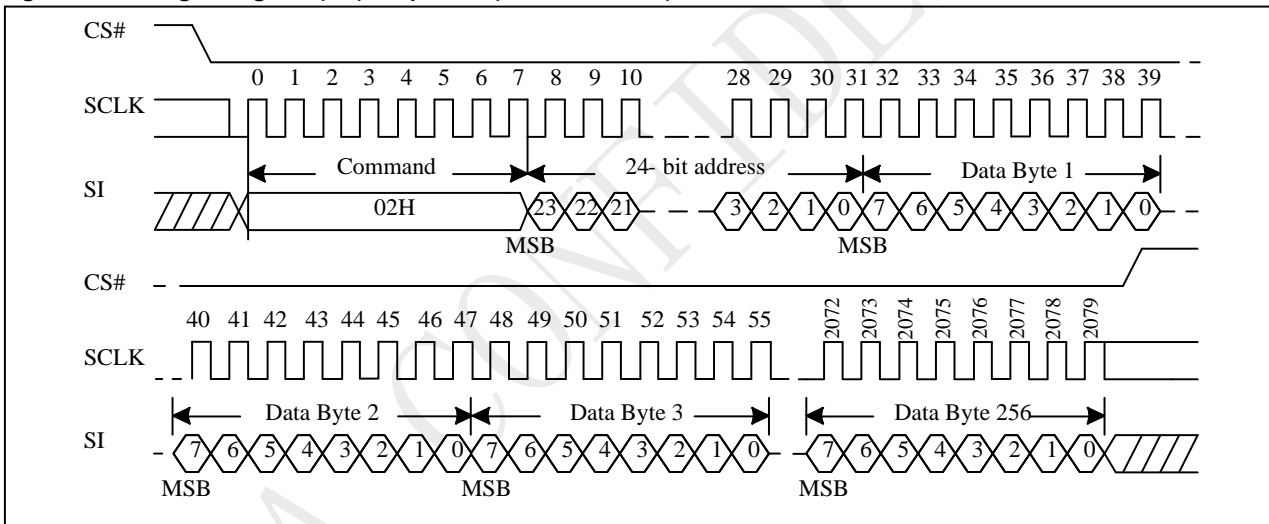 CS#
0 1 2 3 4 5 6 7 8 9 10 28 29 30 31 32 33 34 35 36 37 38 39
SCLK
Command 24- bit address Data Byte 1
SI
02H 23 22 21 3 2 1 0 7 6 5 4 3 2 1 0
MSB MSB
CS#
40 41 42 43 44 45 46 47 48 49 50 51 52 53 54 55 2072 2073 2074 2075 2076 2077 2078 2079
SCLK
Data Byte 2 Data Byte 3 Data Byte 256
SI
7 6 5 4 3 2 1 0 7 6 5 4 3 2 1 0 7 6 5 4 3 2 1 0
MSB MSB MSB